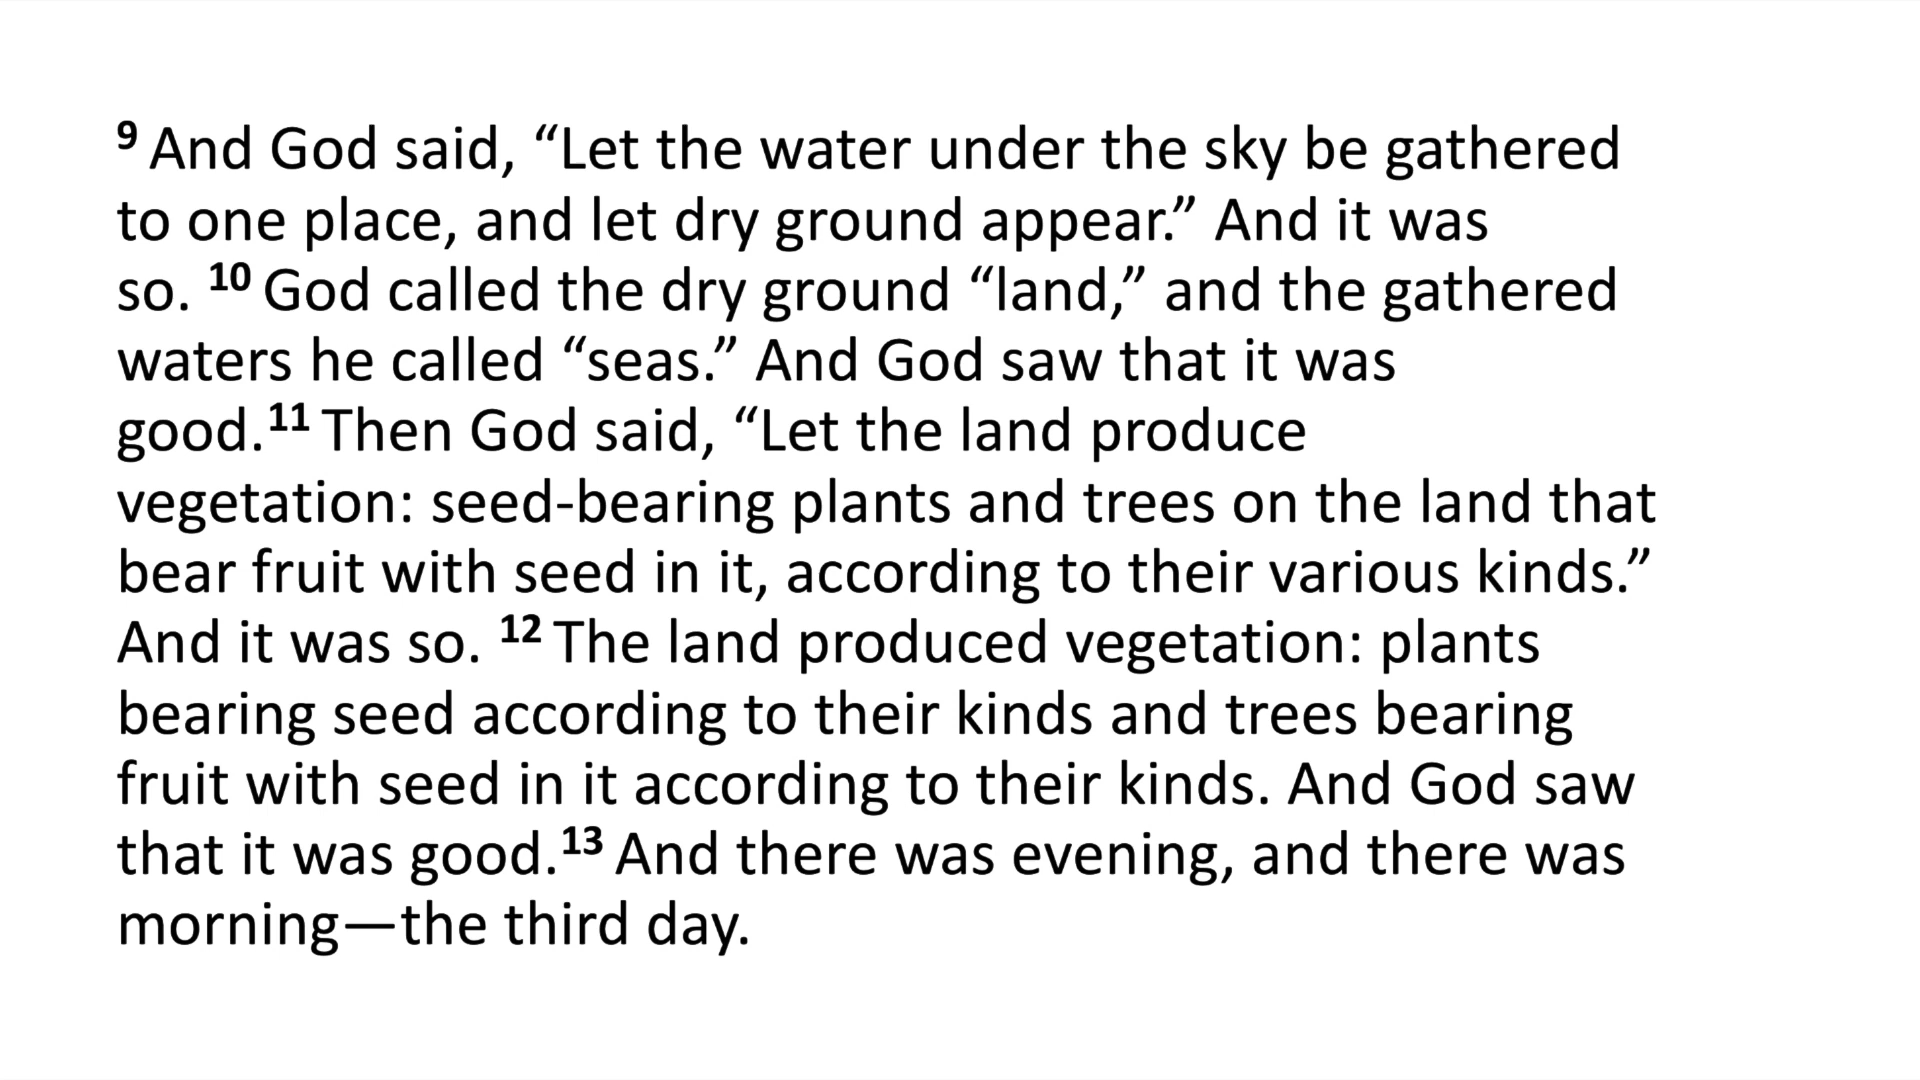 9 And God said, “Let the water under the sky be gathered
to one place, and let dry ground appear.” And it was
so. 10 God called the dry ground “land,” and the gathered
waters he called “seas.” And God saw that it was
good.11 Then God said, “Let the land produce
vegetation: seed-bearing plants and trees on the land that
bear fruit with seed in it, according to their various kinds.”
And it was so. 12 The land produced vegetation: plants
bearing seed according to their kinds and trees bearing
fruit with seed in it according to their kinds. And God saw
that it was good.13 And there was evening, and there was
morning—the third day.